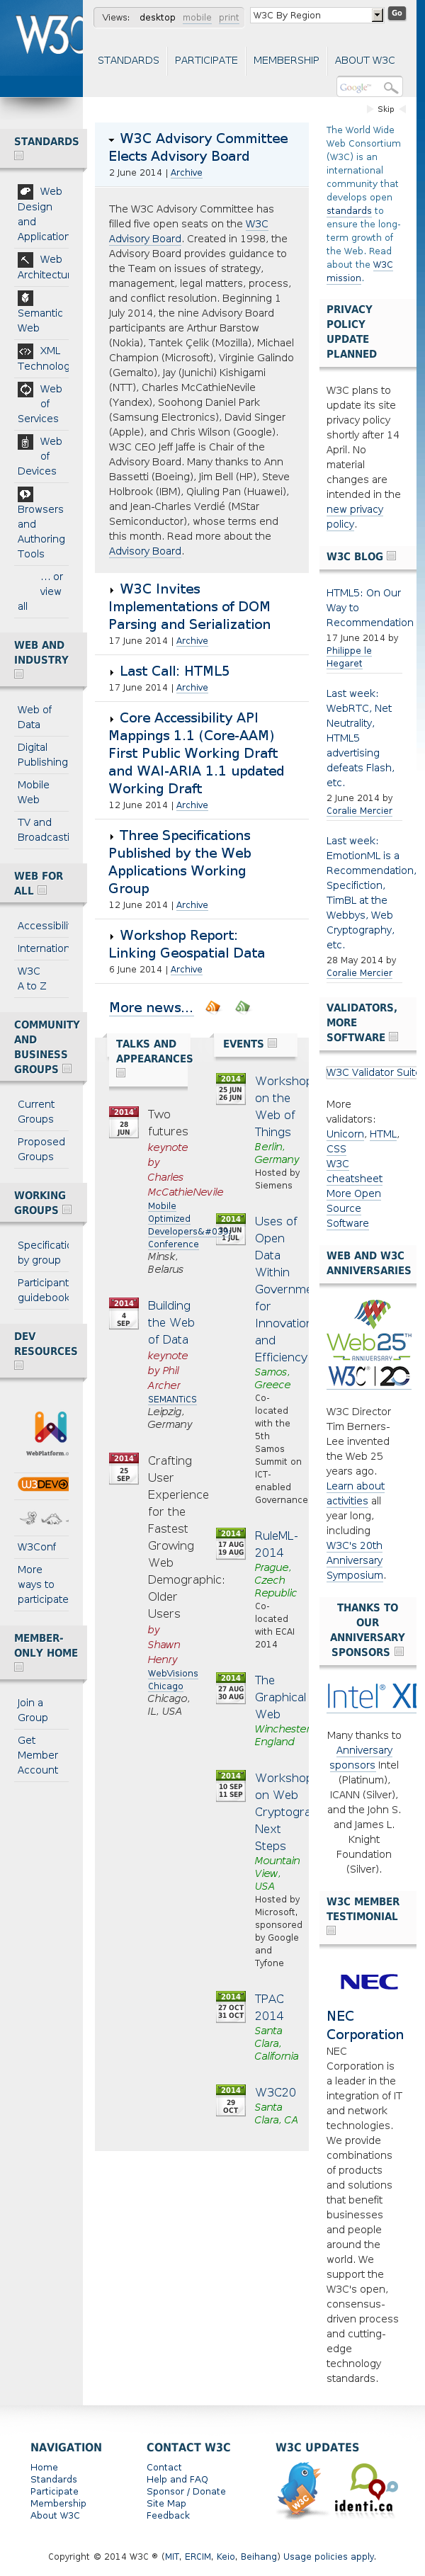 W3C
Views: desktop mobile print
W3C By Region
Go
STANDARDS PARTICIPATE MEMBERSHIP ABOUT W3C
Google™
Skip
STANDARDS
Web
Design
and
Application
Web
Architectur
Semantic
Web
XML
Technolog
Web
of
Services
Web
of
Devices
Browsers
and
Authoring
Tools
... or
view
all
WEB AND
INDUSTRY
Web of
Data
Digital
Publishing
Mobile
Web
TV and
Broadcasti
WEB FOR
ALL
Accessibili
Internation
W3C
A to Z
COMMUNITY
AND
BUSINESS
GROUPS
Current
Groups
Proposed
Groups
WORKING
GROUPS
Specificatio
by group
Participant
guidebook
DEV
RESOURCES
WebPlatform.o
W3DEV
W3Conf
More
ways to
participate
MEMBER-
ONLY HOME
Join a
Group
Get
Member
Account
W3C Advisory Committee
Elects Advisory Board
2 June 2014 | Archive
The W3C Advisory Committee has
filled five open seats on the W3C
Advisory Board. Created in 1998, the
Advisory Board provides guidance
to the Team on issues of strategy,
management, legal matters, process,
and conflict resolution. Beginning 1
July 2014, the nine Advisory Board
participants are Arthur Barstow
(Nokia), Tantek Çelik (Mozilla), Michael
Champion (Microsoft), Virginie Galindo
(Gemalto), Jay (Junichi) Kishigami
(NTT), Charles McCathieNevile
(Yandex), Soohong Daniel Park
(Samsung Electronics), David Singer
(Apple), and Chris Wilson (Google).
W3C CEO Jeff Jaffe is Chair of the
Advisory Board. Many thanks to Ann
Bassetti (Boeing), Jim Bell (HP), Steve
Holbrook (IBM), Qiuling Pan (Huawei),
and Jean-Charles Verdié (MStar
Semiconductor), whose terms end
this month. Read more about the
Advisory Board.
W3C Invites
Implementations of DOM
Parsing and Serialization
17 June 2014 | Archive
Last Call: HTML5
17 June 2014 | Archive
Core Accessibility API
Mappings 1.1 (Core-AAM)
First Public Working Draft
and WAI-ARIA 1.1 updated
Working Draft
12 June 2014 | Archive
Three Specifications
Published by the Web
Applications Working
Group
12 June 2014 | Archive
Workshop Report:
Linking Geospatial Data
6 June 2014 | Archive
More news...
TALKS AND
APPEARANCES
2014
28
JUN
Two
futures
keynote
by
Charles
McCathieNevile
Mobile
Optimized
Developers&#039;
Conference
Minsk,
Belarus
2014
4
SEP
Building
the Web
of Data
keynote
by Phil
Archer
SEMANTiCS
Leipzig,
Germany
2014
25
SEP
Crafting
User
Experience
for the
Fastest
Growing
Web
Demographic:
Older
Users
by
Shawn
Henry
WebVisions
Chicago
Chicago,
IL, USA
EVENTS
2014
25 JUN
26 JUN
Workshop
on the
Web of
Things
Berlin,
Germany
Hosted by
Siemens
2014
1 JUL
Uses of
Open
Data
Within
Governme
for
Innovation
and
Efficiency
Samos,
Greece
Co-
located
with the
5th
Samos
Summit on
ICT-
enabled
Governance
2014
17 AUG
19 AUG
RuleML-
2014
Prague,
Czech
Republic
Co-
located
with ECAI
2014
2014
27 AUG
30 AUG
The
Graphical
Web
Winchester,
England
2014
10 SEP
11 SEP
Workshop
on Web
Cryptogra
Next
Steps
Mountain
View,
USA
Hosted by
Microsoft,
sponsored
by Google
and
Tyfone
2014
27 OCT
31 OCT
TPAC
2014
Santa
Clara,
California
2014
29
OCT
W3C20
Santa
Clara, CA
The World Wide
Web Consortium
(W3C) is an
international
community that
develops open
standards to
ensure the long-
term growth of
the Web. Read
about the W3C
mission.
PRIVACY
POLICY
UPDATE
PLANNED
W3C plans to
update its site
privacy policy
shortly after 14
April. No
material
changes are
intended in the
new privacy
policy.
W3C BLOG
HTML5: On Our
Way to
Recommendation
17 June 2014 by
Philippe le
Hegaret
Last week:
WebRTC, Net
Neutrality,
HTML5
advertising
defeats Flash,
etc.
2 June 2014 by
Coralie Mercier
Last week:
EmotionML is a
Recommendation,
Specifiction,
TimBL at the
Webbys, Web
Cryptography,
etc.
28 May 2014 by
Coralie Mercier
VALIDATORS,
MORE
SOFTWARE
W3C Validator Suite
More
validators:
Unicorn, HTML,
CSS
W3C
cheatsheet
More Open
Source
Software
WEB AND W3C
ANNIVERSARIES
Web25
ANNIVERSARY
W3C 20
W3C Director
Tim Berners-
Lee invented
the Web 25
years ago.
Learn about
activities all
year long,
including
W3C's 20th
Anniversary
Symposium.
THANKS TO
OUR
ANNIVERSARY
SPONSORS
Intel® XD
Many thanks to
Anniversary
sponsors Intel
(Platinum),
ICANN (Silver),
and the John S.
and James L.
Knight
Foundation
(Silver).
W3C MEMBER
TESTIMONIAL
NEC
NEC
Corporation
NEC
Corporation is
a leader in the
integration of IT
and network
technologies.
We provide
combinations
of products
and solutions
that benefit
businesses
and people
around the
world. We
support the
W3C's open,
consensus-
driven process
and cutting-
edge
technology
standards.
NAVIGATION
Home
Standards
Participate
Membership
About W3C
CONTACT W3C
Contact
Help and FAQ
Sponsor / Donate
Site Map
Feedback
W3C UPDATES
W3C
identi.ca
Copyright © 2014 W3C ® (MIT, ERCIM, Keio, Beihang) Usage policies apply.